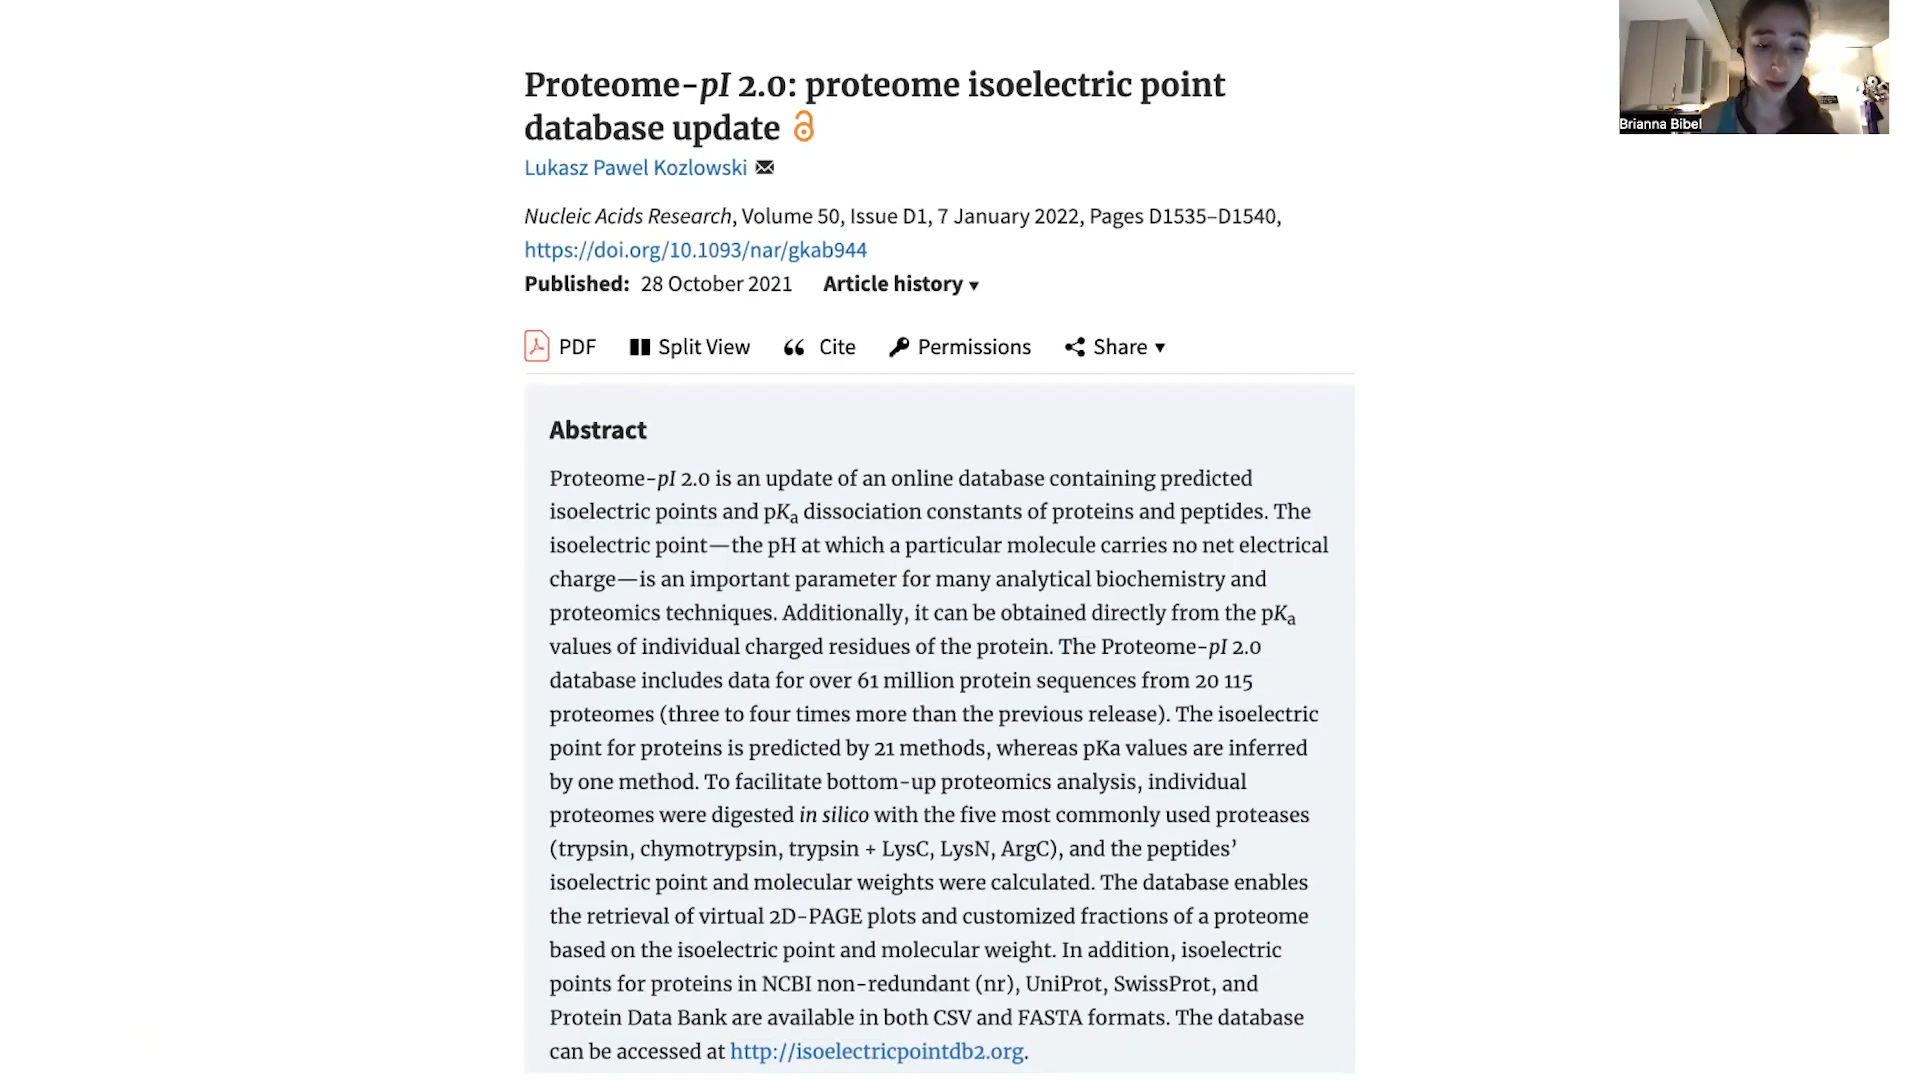 Proteome-pI 2.0: proteome isoelectric point
database update
Lukasz Pawel Kozlowski
Nucleic Acids Research, Volume 50, Issue D1, 7 January 2022, Pages D1535–D1540,
https://doi.org/10.1093/nar/gkab944
Published: 28 October 2021 Article history
PDF Split View Cite Permissions Share
Abstract
Proteome-pI 2.0 is an update of an online database containing predicted
isoelectric points and pKa dissociation constants of proteins and peptides. The
isoelectric point—the pH at which a particular molecule carries no net electrical
charge—is an important parameter for many analytical biochemistry and
proteomics techniques. Additionally, it can be obtained directly from the pKa
values of individual charged residues of the protein. The Proteome-pI 2.0
database includes data for over 61 million protein sequences from 20 115
proteomes (three to four times more than the previous release). The isoelectric
point for proteins is predicted by 21 methods, whereas pKa values are inferred
by one method. To facilitate bottom-up proteomics analysis, individual
proteomes were digested in silico with the five most commonly used proteases
(trypsin, chymotrypsin, trypsin + LysC, LysN, ArgC), and the peptides’
isoelectric point and molecular weights were calculated. The database enables
the retrieval of virtual 2D-PAGE plots and customized fractions of a proteome
based on the isoelectric point and molecular weight. In addition, isoelectric
points for proteins in NCBI non-redundant (nr), UniProt, SwissProt, and
Protein Data Bank are available in both CSV and FASTA formats. The database
can be accessed at http://isoelectricpointdb2.org.
Brianna Bibel